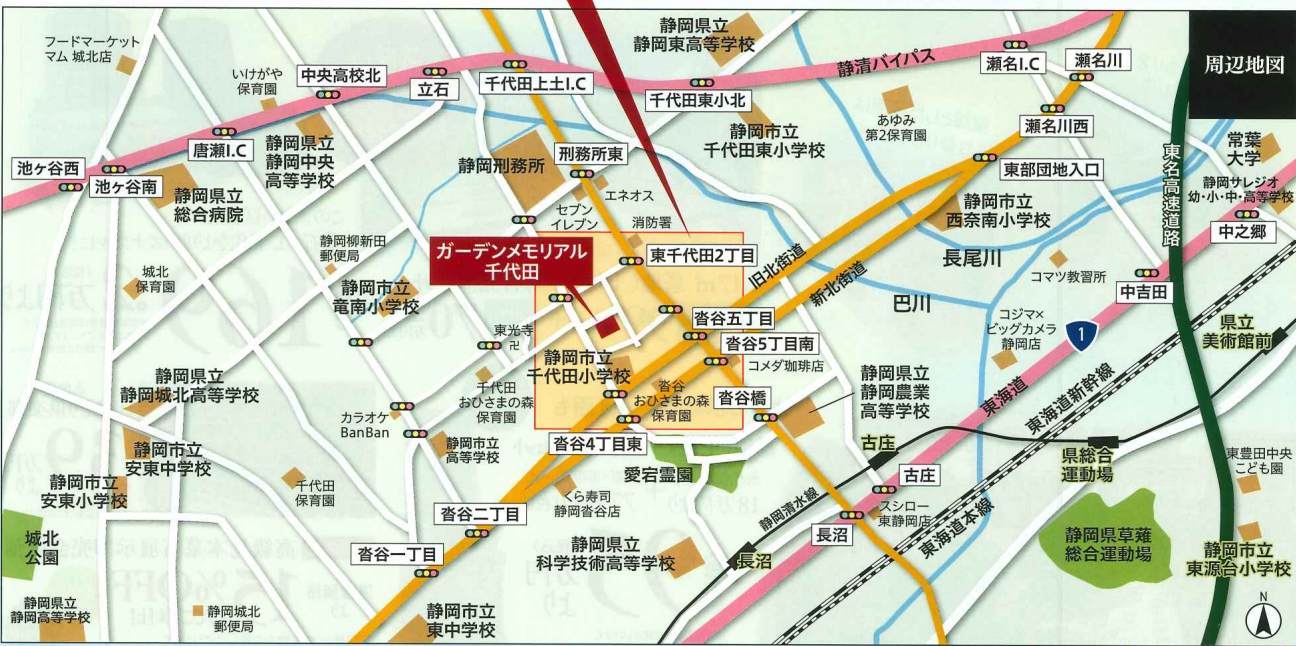 周辺地図
フードマーケット
マム 城北店
いけがや
保育園
中央高校北
立石
千代田上土I.C
静岡県立
静岡東高等学校
千代田東小北
静清バイパス
瀬名I.C
瀬名川
瀬名川西
あゆみ
第2保育園
静岡市立
千代田東小学校
唐瀬I.C
静岡県立
静岡中央
高等学校
池ヶ谷西
池ヶ谷南
静岡県立
総合病院
静岡刑務所
刑務所東
エネオス
セブン
イレブン
消防署
東部団地入口
静岡市立
西奈南小学校
東名高速道路
常葉
大学
静岡サレジオ
幼・小・中・高等学校
中之郷
ガーデンメモリアル
千代田
東千代田2丁目
旧北街道
新北街道
長尾川
巴川
コマツ教習所
中吉田
静岡柳新田
郵便局
城北
保育園
静岡市立
竜南小学校
東光寺
卍
沓谷五丁目
沓谷5丁目南
コメダ珈琲店
コジマ×
ビッグカメラ
静岡店
1
県立
美術館前
静岡市立
千代田小学校
千代田
おひさまの森
保育園
沓谷
おひさまの森
保育園
沓谷橋
静岡県立
静岡農業
高等学校
東海道
東海道新幹線
静岡県立
静岡城北高等学校
カラオケ
BanBan
静岡市立
高等学校
沓谷4丁目東
愛宕霊園
古庄
古庄
県総合
運動場
東豊田中央
こども園
静岡市立
安東中学校
静岡市立
安東小学校
千代田
保育園
くら寿司
静岡沓谷店
沓谷二丁目
沓谷一丁目
静岡清水線
スシロー
東静岡店
長沼
長沼
東海道本線
静岡県草薙
総合運動場
静岡市立
東源台小学校
城北
公園
静岡県立
科学技術高等学校
静岡県立
静岡高等学校
静岡城北
郵便局
静岡市立
東中学校
N